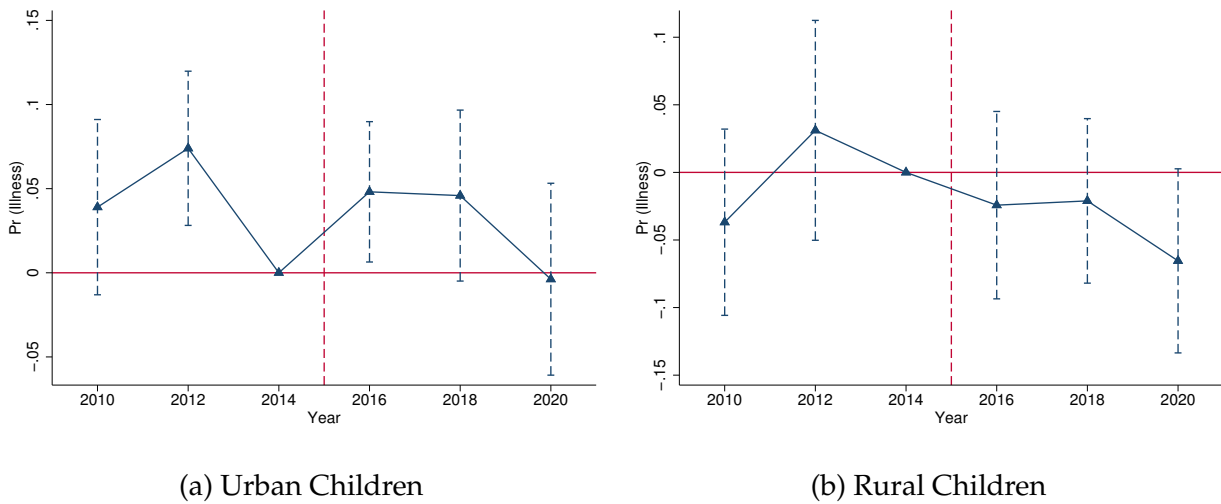 .15
.1
.05
0
-.05
Pr (Illness)
2010 2012 2014 2016 2018 2020
Year
(a) Urban Children
.1
.05
0
-.05
-.1
-.15
Pr (Illness)
2010 2012 2014 2016 2018 2020
Year
(b) Rural Children